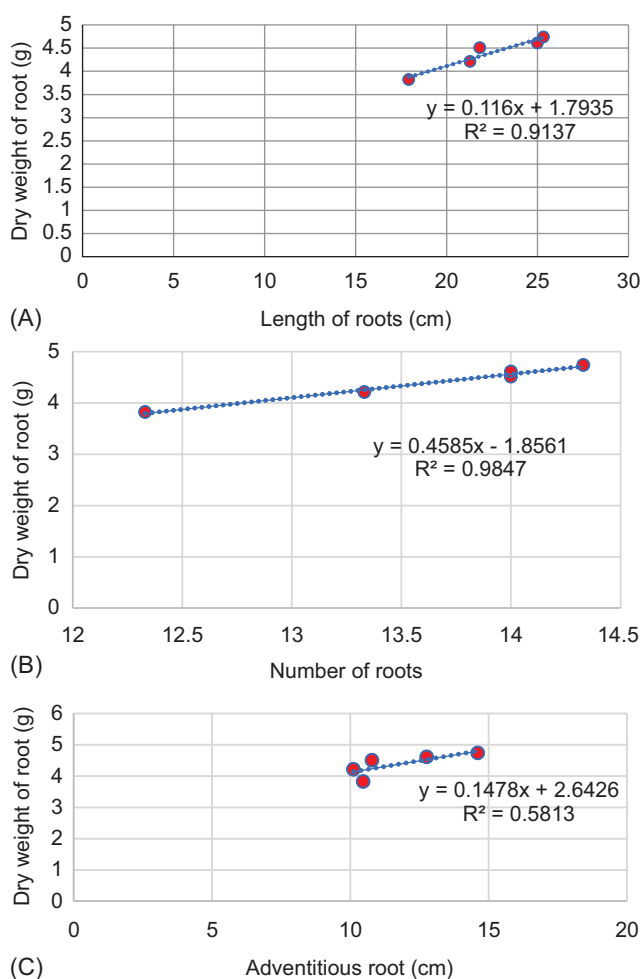 5
4.5
4
3.5
3
2.5
2
1.5
1
0.5
0
Dry weight of root (g)
y = 0.116x + 1.7935
R² = 0.9137
0 5 10 15 20 25 30
(A) Length of roots (cm)
5
4
3
2
1
0
Dry weight of root (g)
y = 0.4585x - 1.8561
R² = 0.9847
12 12.5 13 13.5 14 14.5
(B) Number of roots
6
5
4
3
2
1
0
Dry weight of root (g)
y = 0.1478x + 2.6426
R² = 0.5813
0 5 10 15 20
(C) Adventitious root (cm)